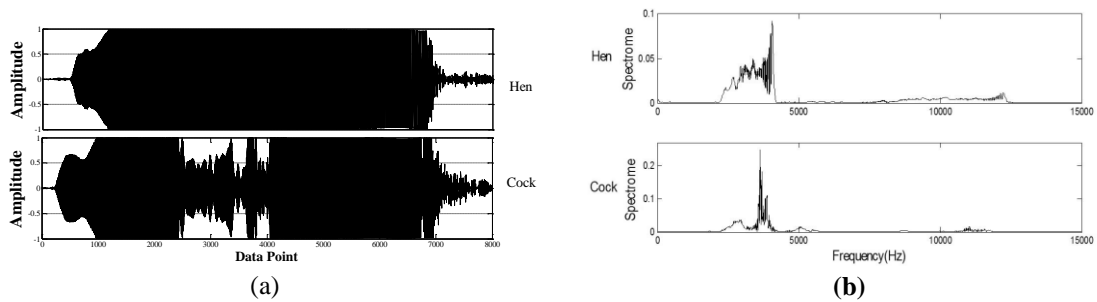 Amplitude
1
0.5
0
-0.5
-1
Hen
Amplitude
1
0.5
0
-0.5
-1
Cock
0
1000
2000
3000
4000
5000
6000
7000
8000
Data Point
(a)
Hen
Spectrome
0.1
0.05
0
0
5000
10000
15000
Cock
Spectrome
0.2
0.1
0
0
5000
10000
15000
Frequency(Hz)
(b)